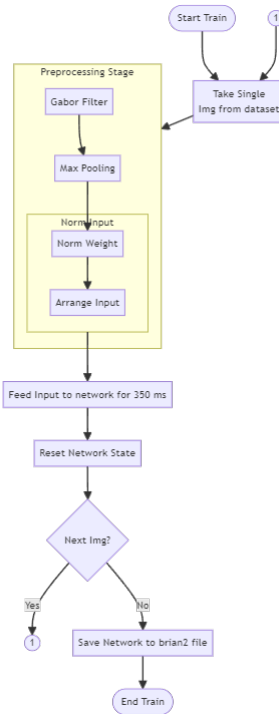 Start Train
1
Take Single
Img from dataset
Preprocessing Stage
Gabor Filter
Max Pooling
Norm Input
Norm Weight
Arrange Input
Feed Input to network for 350 ms
Reset Network State
Next Img?
Yes
No
1
Save Network to brian2 file
End Train